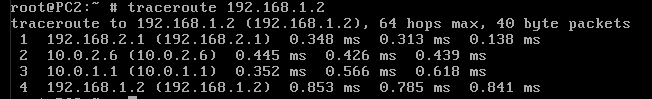 root@PC2:~ # traceroute 192.168.1.2
traceroute to 192.168.1.2 (192.168.1.2), 64 hops max, 40 byte packets
1 192.168.2.1 (192.168.2.1) 0.348 ms 0.313 ms 0.138 ms
2 10.0.2.6 (10.0.2.6) 0.445 ms 0.426 ms 0.439 ms
3 10.0.1.1 (10.0.1.1) 0.352 ms 0.566 ms 0.618 ms
4 192.168.1.2 (192.168.1.2) 0.853 ms 0.785 ms 0.841 ms